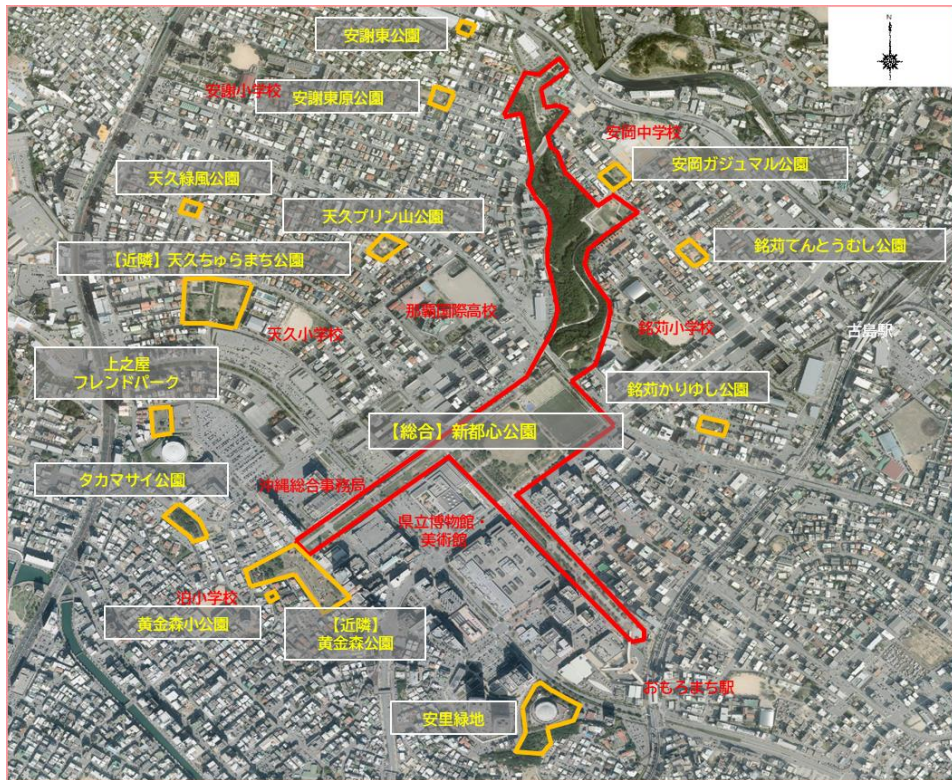 N
安謝東公園
安謝小学校
安謝東原公園
安岡中学校
安岡ガジュマル公園
天久緑風公園
天久プリン山公園
銘苅てんとうむし公園
【近隣】天久ちゅらまち公園
那覇国際高校
天久小学校
銘苅小学校
古島駅
上之屋
フレンドパーク
銘苅かりゆし公園
【総合】新都心公園
タカマサイ公園
沖縄総合事務局
県立博物館・
美術館
泊小学校
黄金森小公園
【近隣】
黄金森公園
おもろまち駅
安里緑地